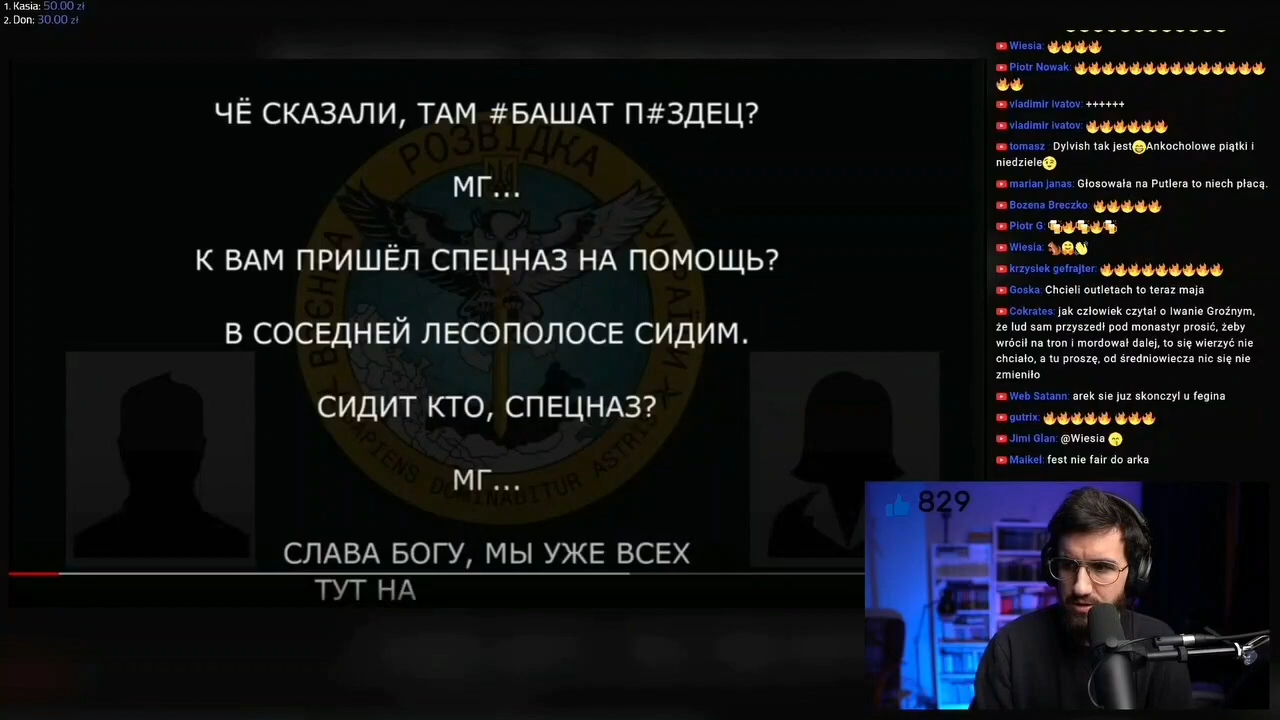 1. Kasia: 50.00 zł
2. Don: 30.00 zł
ЧЁ СКАЗАЛИ, ТАМ #БАШАТ П#ЗДЕЦ?
МГ...
К ВАМ ПРИШЁЛ СПЕЦНАЗ НА ПОМОЩЬ?
В СОСЕДНЕЙ ЛЕСОПОЛОСЕ СИДИМ.
СИДИТ КТО, СПЕЦНАЗ?
МГ...
СЛАВА БОГУ, МЫ УЖЕ ВСЕХ
ТУТ НА
РОЗВІДКА
ВОЄННА
УКРАЇНИ
SAPIENS DOMINABITUR ASTRIS
Wiesia: 🔥🔥🔥🔥
Piotr Nowak: 🔥🔥🔥🔥🔥🔥🔥🔥🔥🔥🔥🔥🔥🔥
🔥🔥
vladimir ivatov: ++++++
vladimir ivatov: 🔥🔥🔥🔥🔥🔥
tomasz : Dylvish tak jest😄Ankocholowe piątki i
niedziele😉
marian janas: Głosowała na Putlera to niech płacą.
Bozena Breczko: 🔥🔥🔥🔥🔥
Piotr G:
Wiesia:
krzysiek gefrajter: 🔥🔥🔥🔥🔥🔥🔥🔥🔥
Goska: Chcieli outletach to teraz maja
Cokrates: jak człowiek czytał o Iwanie Groźnym,
że lud sam przyszedł pod monastyr prosić, żeby
wrócił na tron i mordował dalej, to się wierzyć nie
chciało, a tu proszę, od średniowiecza nic się nie
zmieniło
Web Satann: arek sie juz skonczyl u fegina
gutrix: 🔥🔥🔥🔥🔥 🔥🔥🔥
Jimi Glan: @Wiesia 😙
Maikel: fest nie fair do arka
829